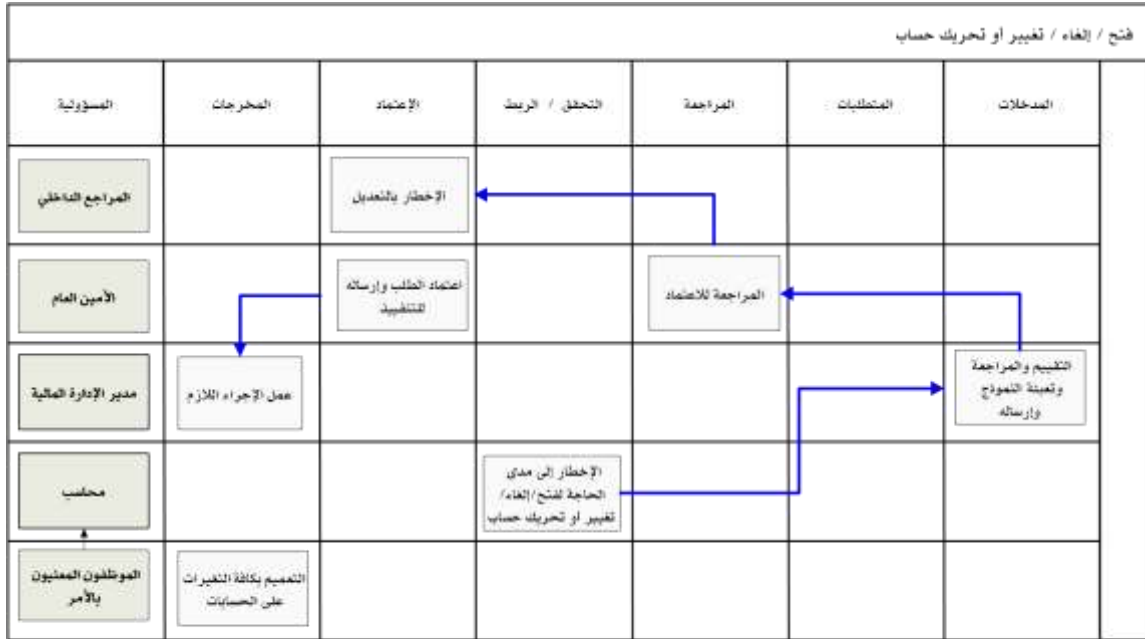 فتح / إلغاء / تغيير او تحريك حساب
المدخلات
المتطلبات
المراجعة
التحقق / الربط
الإعتماد
المخرجات
المسؤولية
الإخطار بالتعديل
المراجع الداخلي
المراجعة للاعتماد
اعتماد الطلب وإرساله
للتنفييذ
الأمين العام
التقييم والمراجعة
وتعبئة النموذج
وإرساله
عمل الإجراء اللازم
مدير الإدارة المالية
الإخطار إلى مدى
الحاجة لفتح/إلغاء/
تغيير او تحريك حساب
محاسب
التعميم بكافة التغيرات
على الحسابات
الموظفون المعنيون
بالأمر